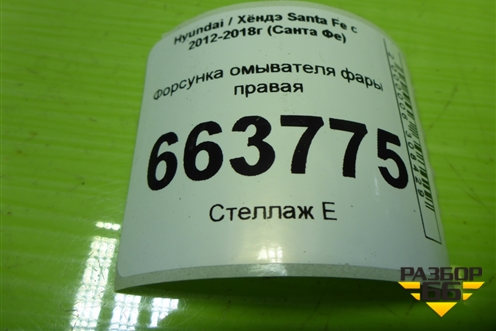 Hyundai / Хёндэ Santa Fe с
2012-2018г (Санта Фе)
Форсунка омывателя фары
правая
663775
Стеллаж Е
РАЗБОР
66